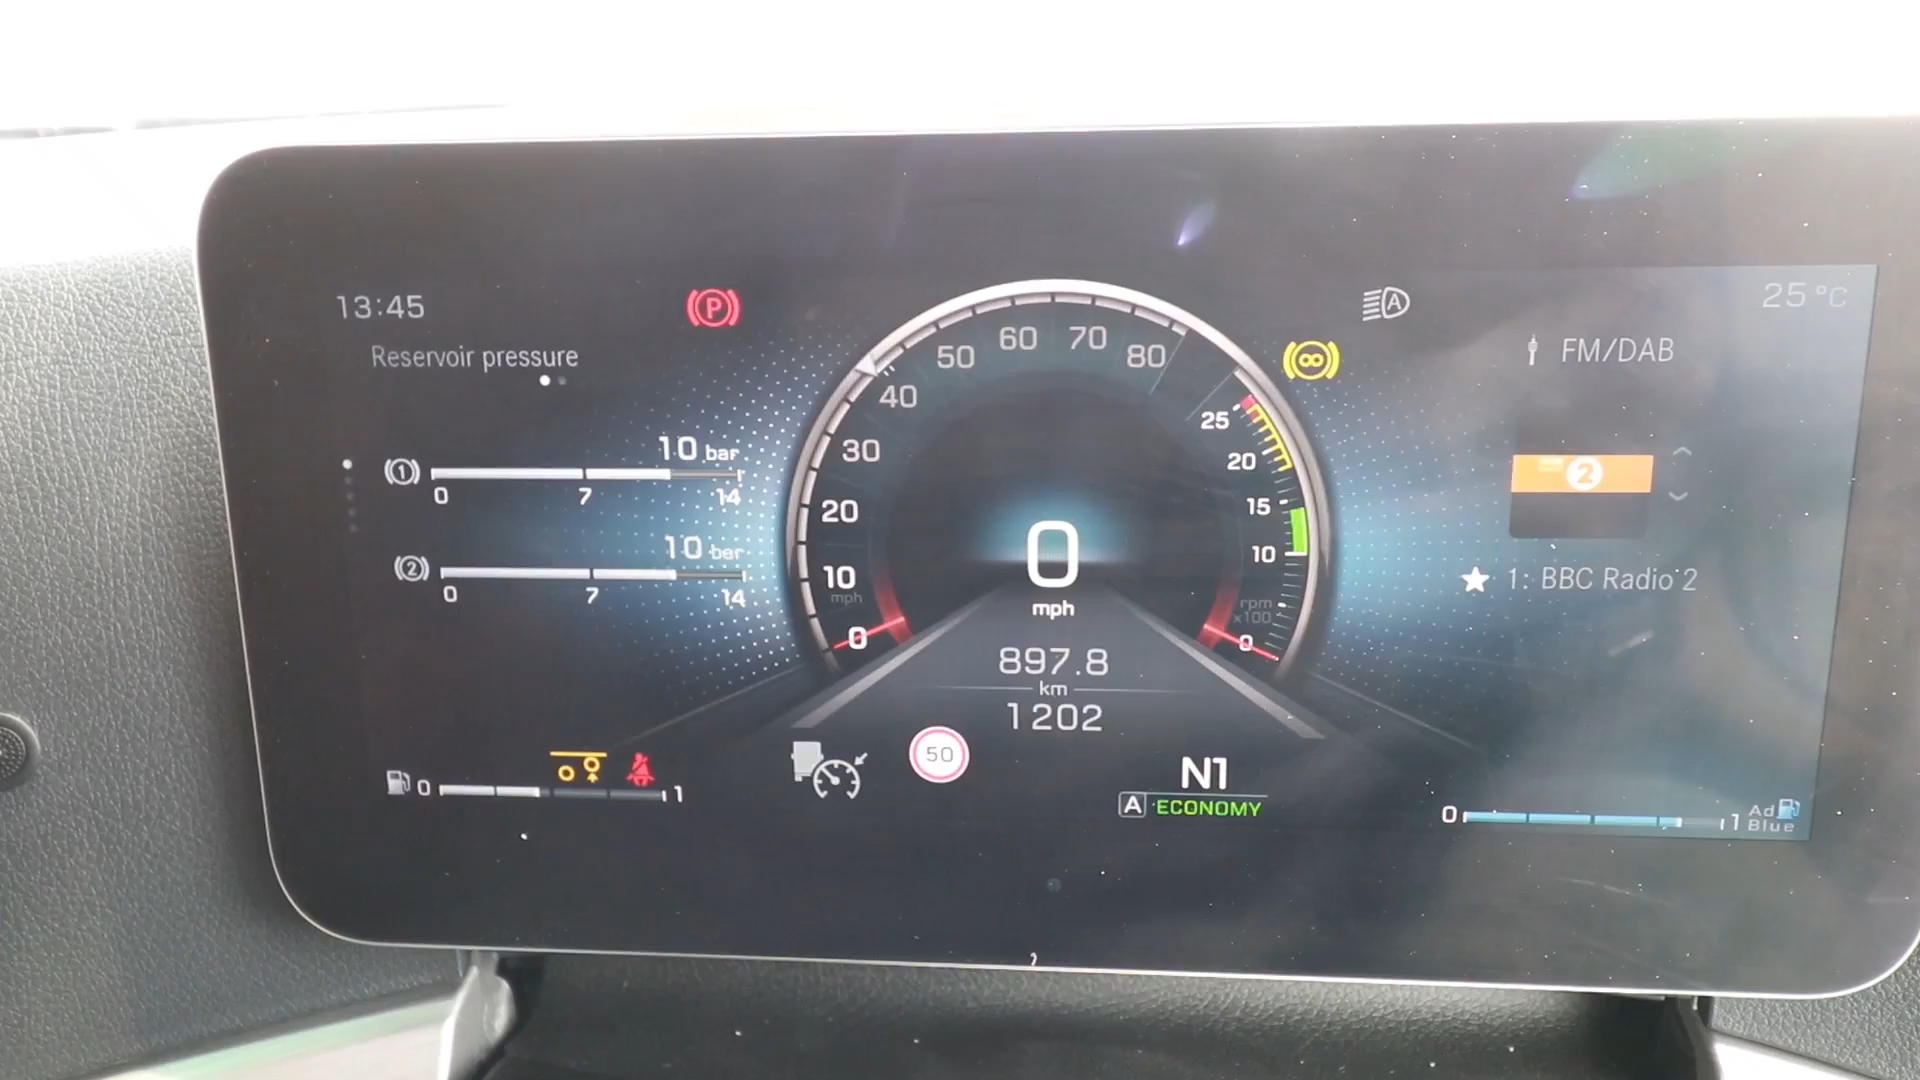 13:45
25 °C
P
A
Reservoir pressure
FM/DAB
10 bar
1
0 7 14
10 bar
2
0 7 14
0 10 20 30 40 50 60 70 80
mph
25
20
15
10
rpm
x100
0
2
1: BBC Radio 2
0
mph
897.8
km
1202
50
N1
A ECONOMY
0 1
0 1
Ad
Blue